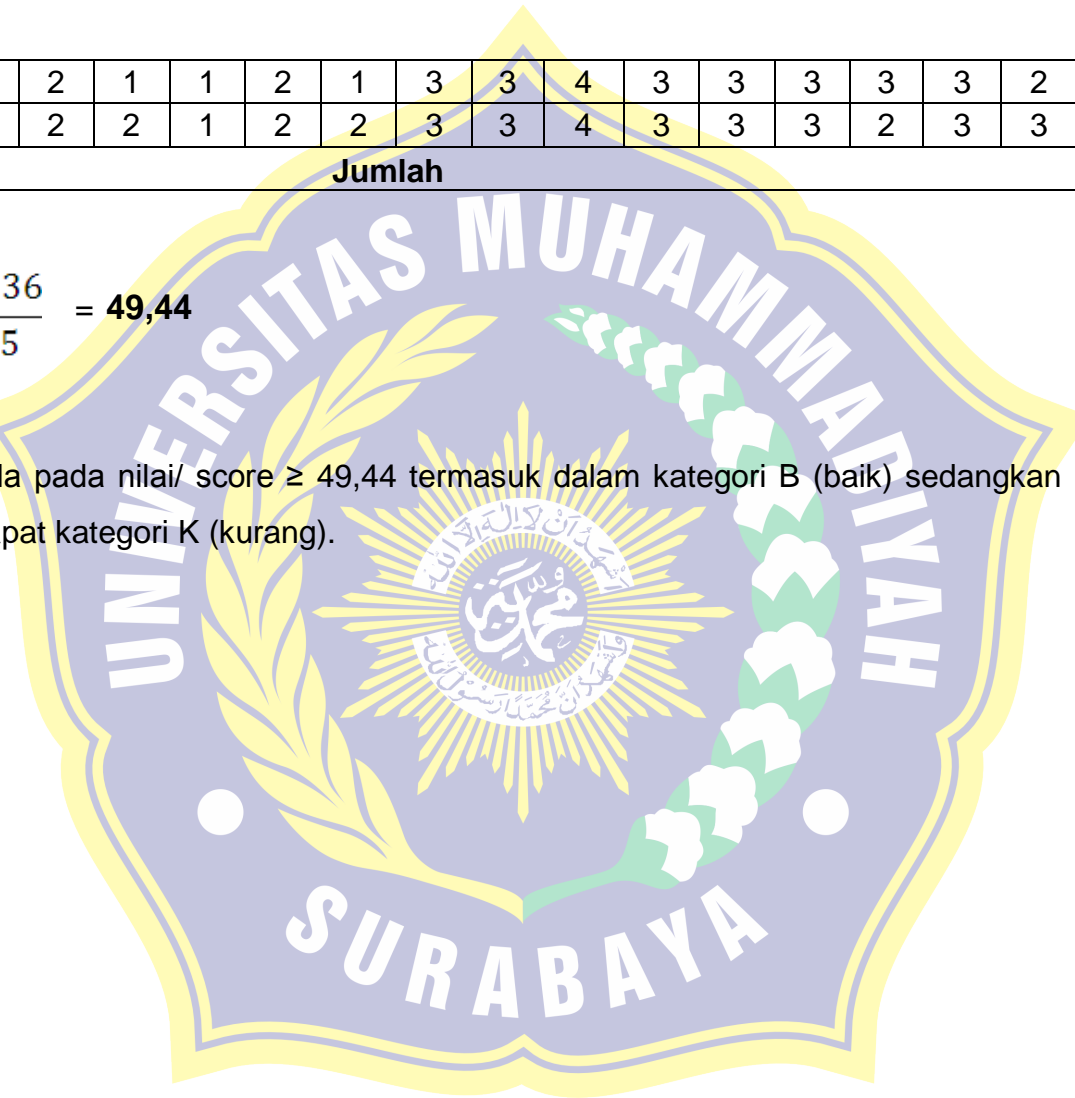 2 1 1 2 1 3 3 4 3 3 3 3 3 2
2 2 1 2 2 3 3 4 3 3 3 2 3 3
Jumlah
36
5
= 49,44
pada nilai/ score ≥ 49,44 termasuk dalam kategori B (baik) sedangkan
kategori K (kurang).
UNIVERSITAS MUHAMMADIYAH
SURABAYA